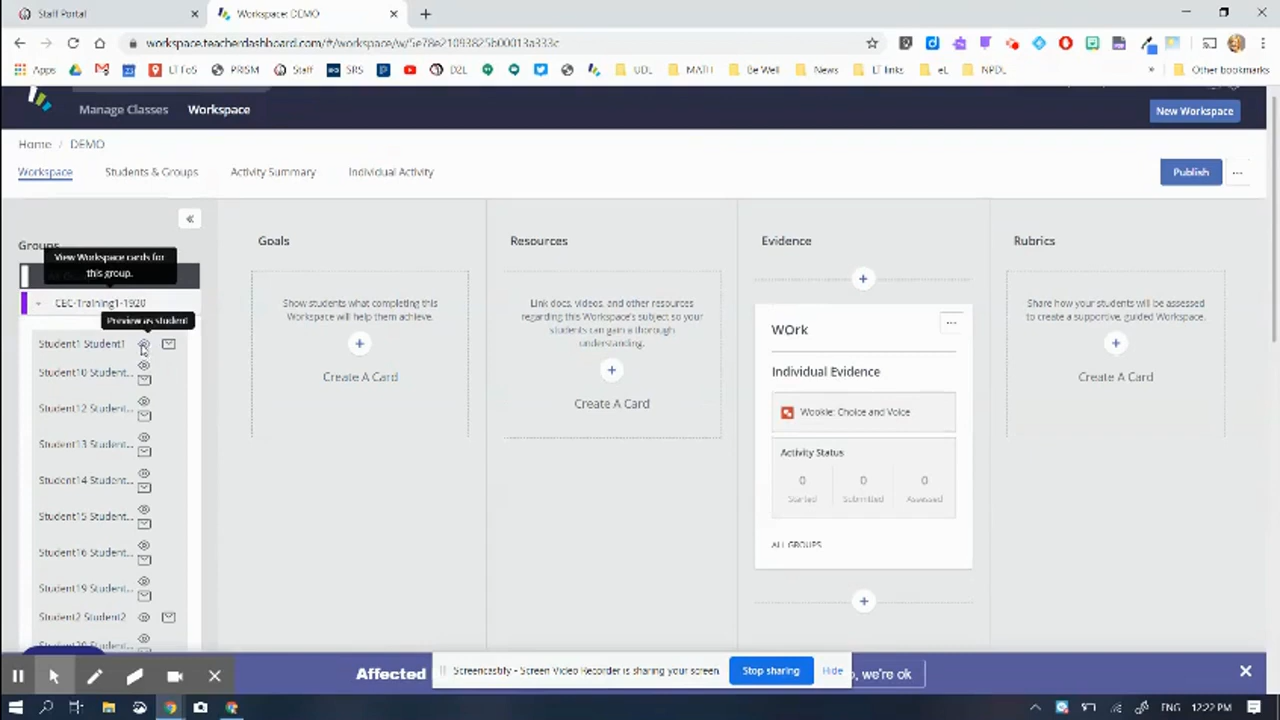 Staff Portal
Workspace: DEMO
workspace.teacherdashboard.com/#/workspace/w/5e78e21093825b00013a333c
Apps
LT FoS
PRISM
Staff
SRS
D2L
UDL
MATH
Be Well
News
LT links
eL
NPDL
Other bookmarks
Manage Classes
Workspace
New Workspace
Home / DEMO
Workspace
Students & Groups
Activity Summary
Individual Activity
Publish
Groups
View Workspace cards for
this group.
CEC-Training1-1920
Preview as student
Student1 Student1
Student10 Student...
Student12 Student...
Student13 Student...
Student14 Student...
Student15 Student...
Student16 Student...
Student19 Student...
Student2 Student2
Goals
Show students what completing this
Workspace will help them achieve.
Create A Card
Resources
Link docs, videos, and other resources
regarding this Workspace's subject so your
students can gain a thorough
understanding.
Create A Card
Evidence
WOrk
Individual Evidence
Wookie: Choice and Voice
Activity Status
0 0 0
Started Submitted Assessed
ALL GROUPS
Rubrics
Share how your students will be assessed
to create a supportive, guided Workspace.
Create A Card
Affected
Screencastify - Screen Video Recorder is sharing your screen.
Stop sharing
Hide
, we're ok
ENG
12:22 PM